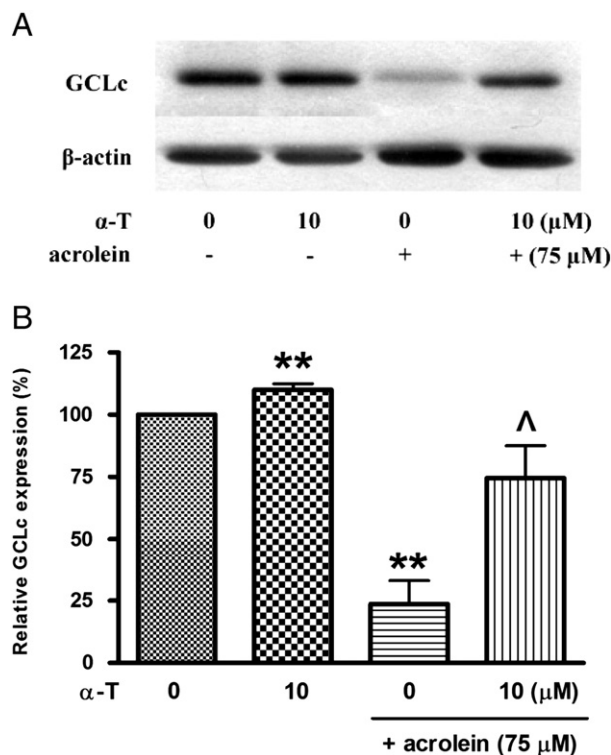 A
GCLc
β-actin
α-T 0 10 0 10 (μM)
acrolein - - + + (75 μM)
B
Relative GCLc expression (%)
125
100
75
50
25
0
**
**
^
α-T 0 10 0 10 (μM)
+ acrolein (75 μM)